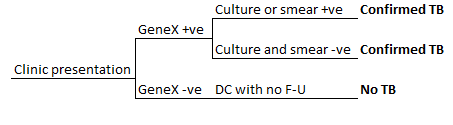 Culture or smear +ve Confirmed TB
GeneX +ve
Culture and smear -ve Confirmed TB
Clinic presentation
GeneX -ve DC with no F-U No TB